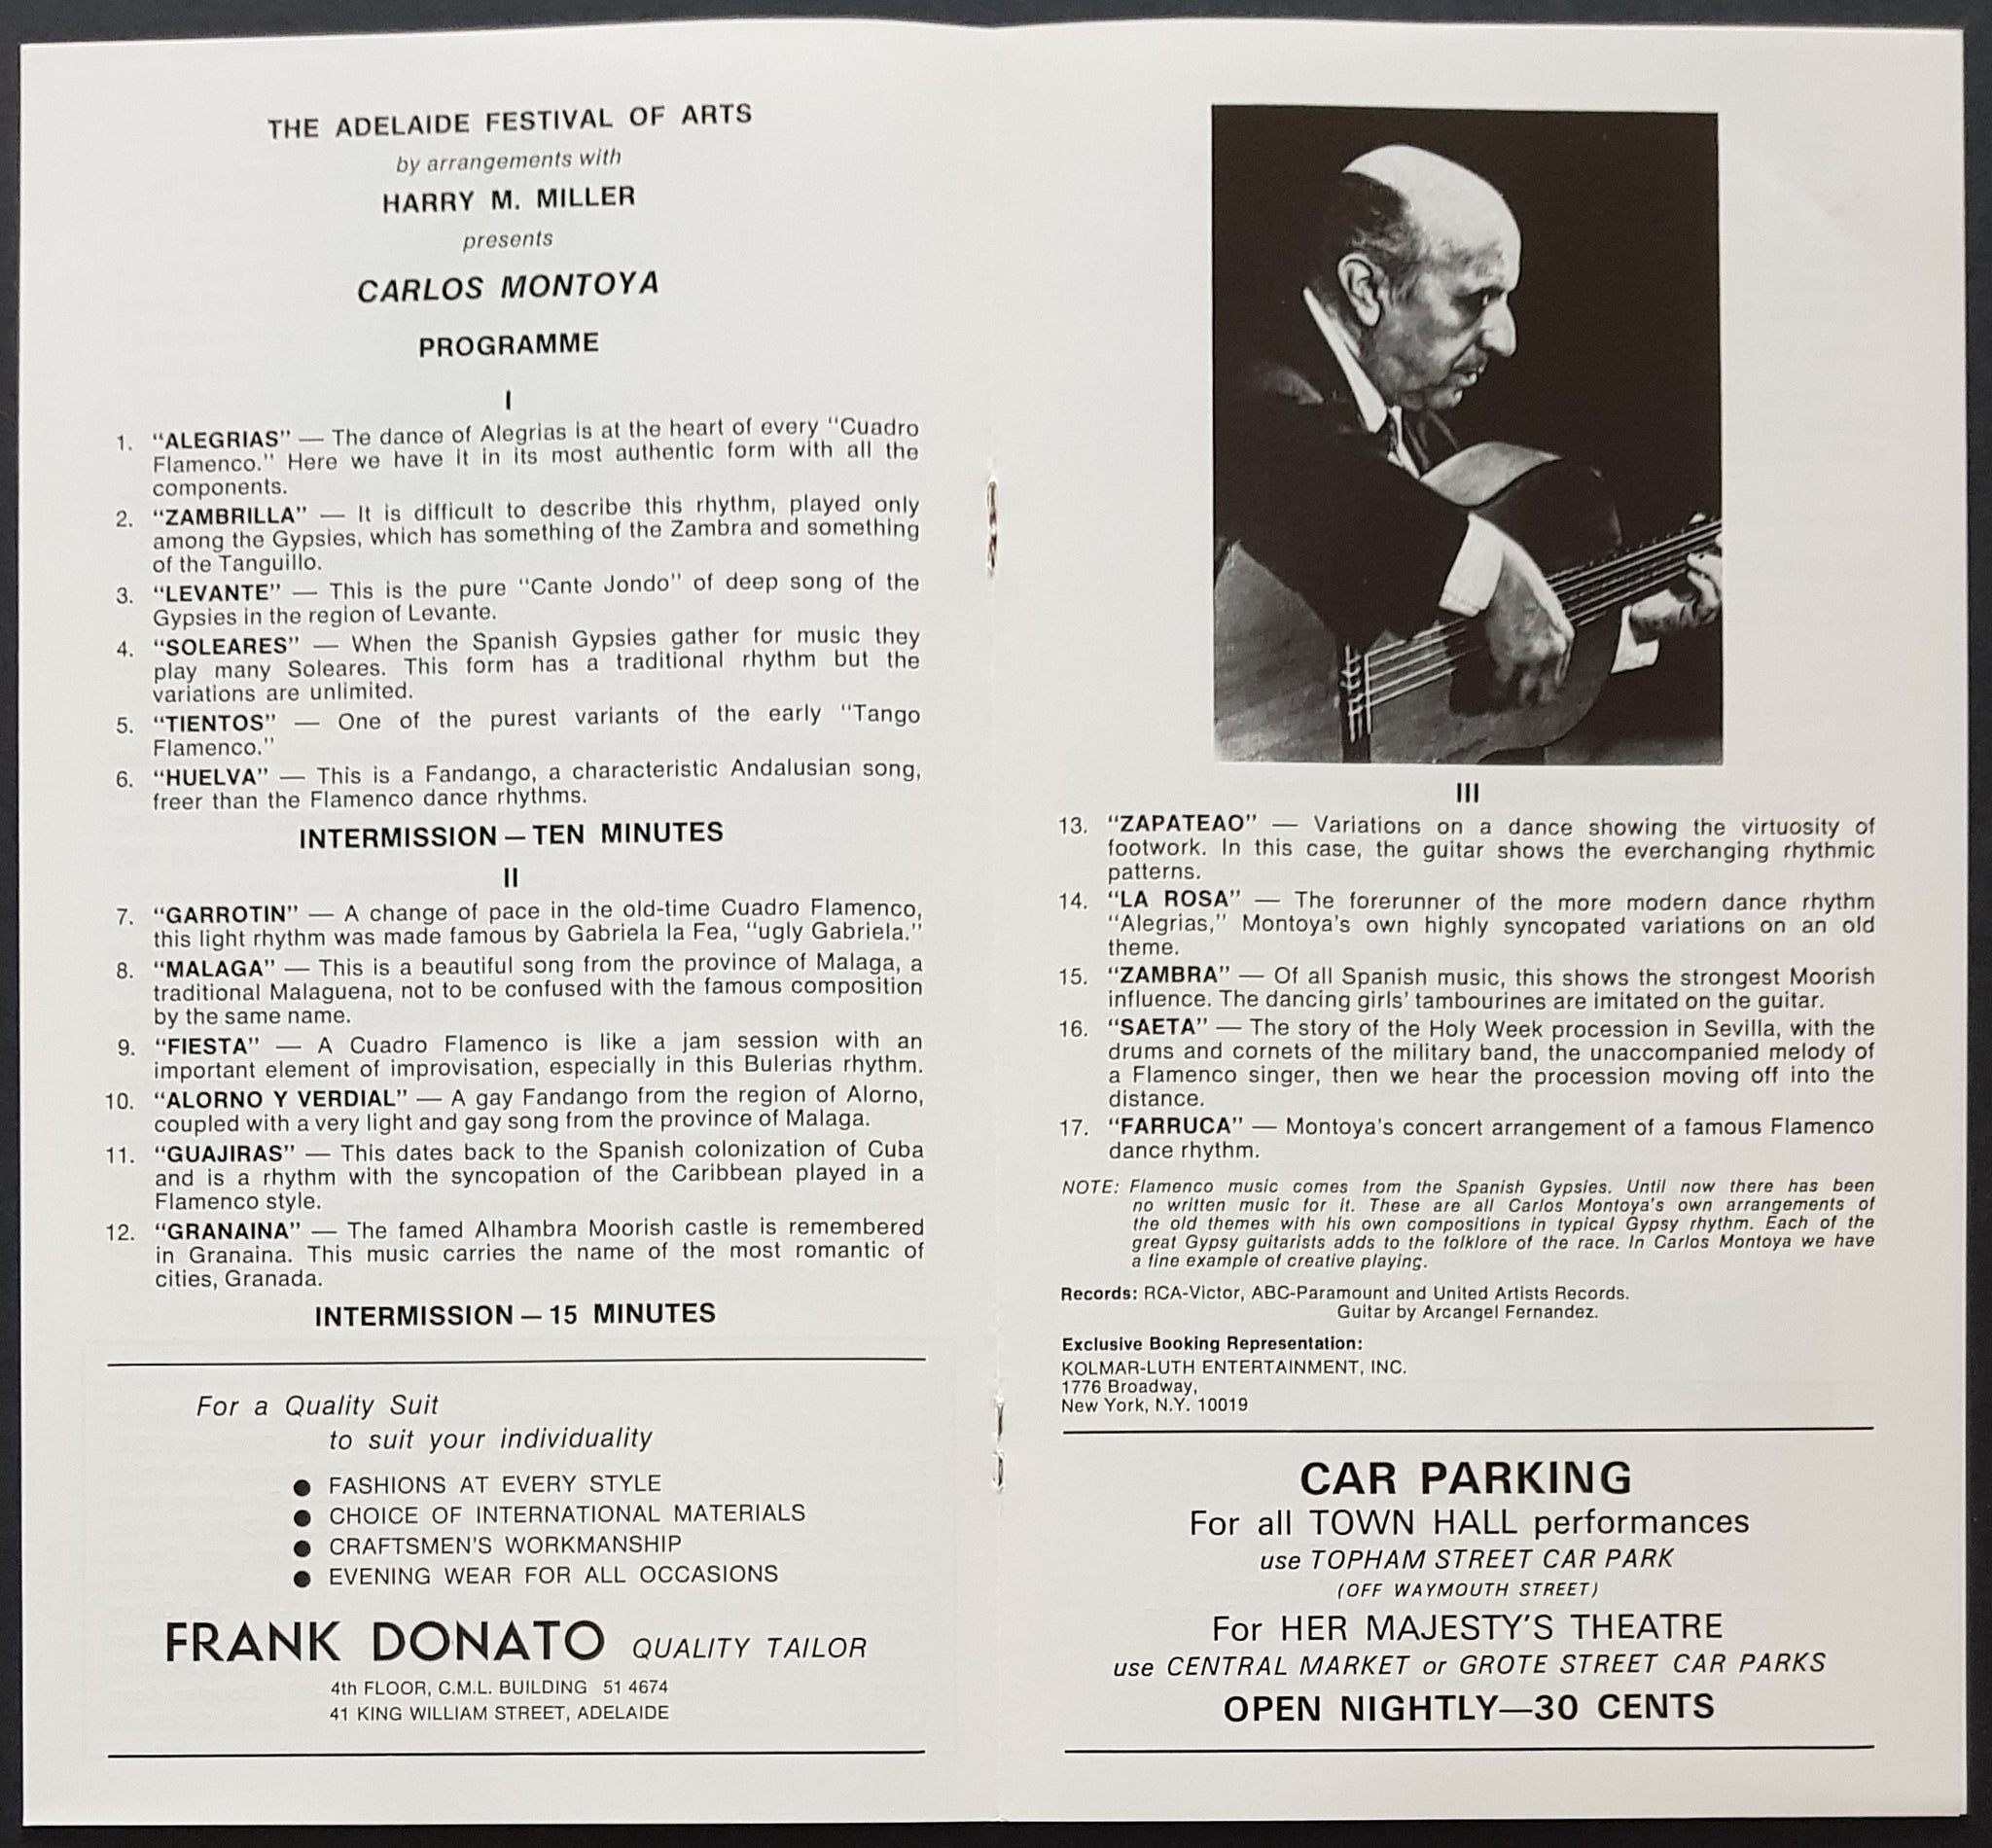 THE ADELAIDE FESTIVAL OF ARTS
by arrangements with
HARRY M. MILLER
presents
CARLOS MONTOYA
PROGRAMME
I
1. "ALEGRIAS" — The dance of Alegrias is at the heart of every "Cuadro
Flamenco." Here we have it in its most authentic form with all the
components.
2. "ZAMBRILLA" — It is difficult to describe this rhythm, played only
among the Gypsies, which has something of the Zambra and something
of the Tanguillo.
3. "LEVANTE" — This is the pure "Cante Jondo" of deep song of the
Gypsies in the region of Levante.
4. "SOLEARES" — When the Spanish Gypsies gather for music they
play many Soleares. This form has a traditional rhythm but the
variations are unlimited.
5. "TIENTOS" — One of the purest variants of the early "Tango
Flamenco."
6. "HUELVA" — This is a Fandango, a characteristic Andalusian song,
freer than the Flamenco dance rhythms.
INTERMISSION — TEN MINUTES
II
7. "GARROTIN" — A change of pace in the old-time Cuadro Flamenco,
this light rhythm was made famous by Gabriela la Fea, "ugly Gabriela."
8. "MALAGA" — This is a beautiful song from the province of Malaga, a
traditional Malaguena, not to be confused with the famous composition
by the same name.
9. "FIESTA" — A Cuadro Flamenco is like a jam session with an
important element of improvisation, especially in this Bulerias rhythm.
10. "ALORNO Y VERDIAL" — A gay Fandango from the region of Alorno,
coupled with a very light and gay song from the province of Malaga.
11. "GUAJIRAS" — This dates back to the Spanish colonization of Cuba
and is a rhythm with the syncopation of the Caribbean played in a
Flamenco style.
12. "GRANAINA" — The famed Alhambra Moorish castle is remembered
in Granaina. This music carries the name of the most romantic of
cities, Granada.
INTERMISSION — 15 MINUTES
For a Quality Suit
to suit your individuality
● FASHIONS AT EVERY STYLE
● CHOICE OF INTERNATIONAL MATERIALS
● CRAFTSMEN'S WORKMANSHIP
● EVENING WEAR FOR ALL OCCASIONS
FRANK DONATO QUALITY TAILOR
4th FLOOR, C.M.L. BUILDING 51 4674
41 KING WILLIAM STREET, ADELAIDE
III
13. "ZAPATEAO" — Variations on a dance showing the virtuosity of
footwork. In this case, the guitar shows the everchanging rhythmic
patterns.
14. "LA ROSA" — The forerunner of the more modern dance rhythm
"Alegrias," Montoya's own highly syncopated variations on an old
theme.
15. "ZAMBRA" — Of all Spanish music, this shows the strongest Moorish
influence. The dancing girls' tambourines are imitated on the guitar.
16. "SAETA" — The story of the Holy Week procession in Sevilla, with the
drums and cornets of the military band, the unaccompanied melody of
a Flamenco singer, then we hear the procession moving off into the
distance.
17. "FARRUCA" — Montoya's concert arrangement of a famous Flamenco
dance rhythm.
NOTE: Flamenco music comes from the Spanish Gypsies. Until now there has been
no written music for it. These are all Carlos Montoya's own arrangements of
the old themes with his own compositions in typical Gypsy rhythm. Each of the
great Gypsy guitarists adds to the folklore of the race. In Carlos Montoya we have
a fine example of creative playing.
Records: RCA-Victor, ABC-Paramount and United Artists Records.
Guitar by Arcangel Fernandez.
Exclusive Booking Representation:
KOLMAR-LUTH ENTERTAINMENT, INC.
1776 Broadway,
New York, N.Y. 10019
CAR PARKING
For all TOWN HALL performances
use TOPHAM STREET CAR PARK
(OFF WAYMOUTH STREET)
For HER MAJESTY'S THEATRE
use CENTRAL MARKET or GROTE STREET CAR PARKS
OPEN NIGHTLY—30 CENTS